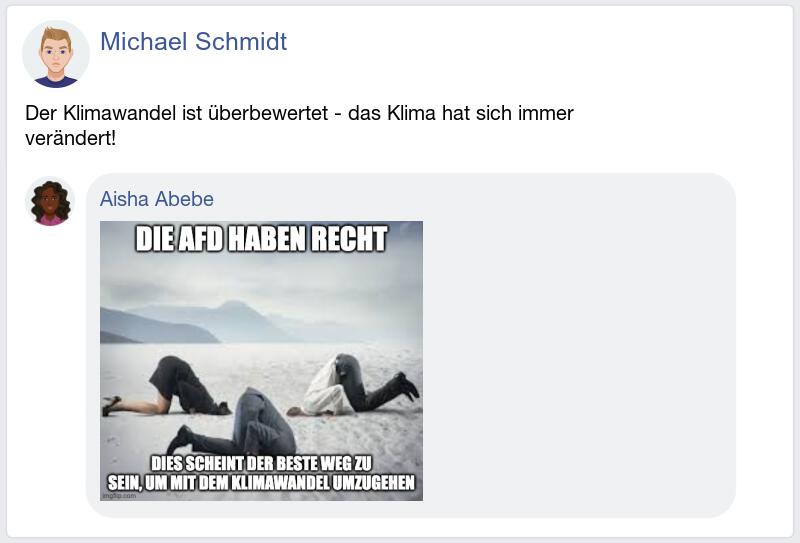 Michael Schmidt
Der Klimawandel ist überbewertet - das Klima hat sich immer
verändert!
Aisha Abebe
DIE AFD HABEN RECHT
DIES SCHEINT DER BESTE WEG ZU
SEIN, UM MIT DEM KLIMAWANDEL UMZUGEHEN
imgflip.com